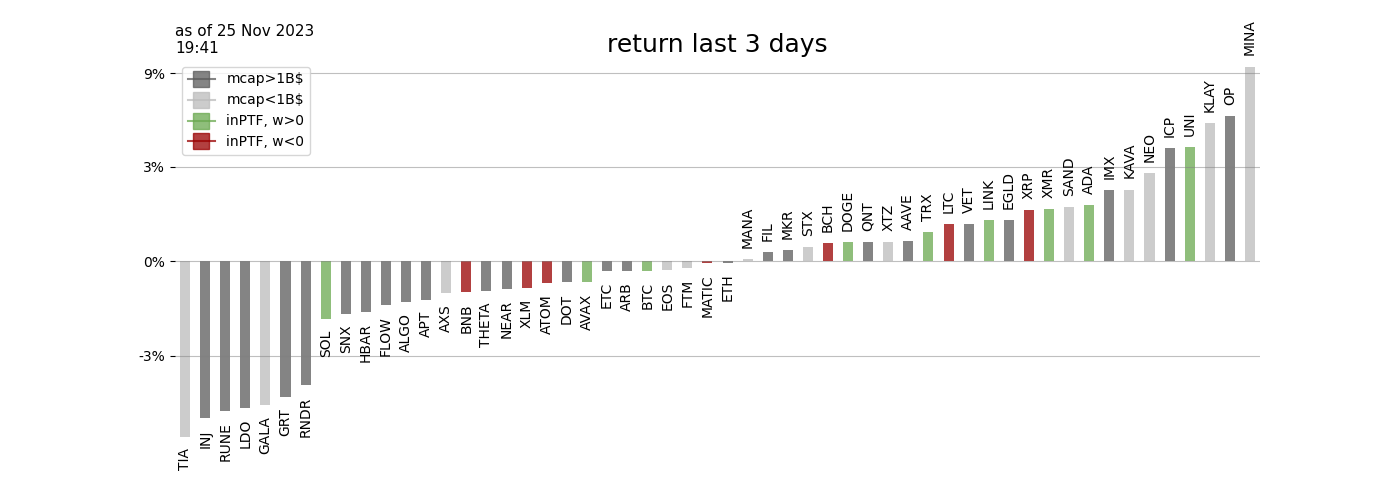 as of 25 Nov 2023
19:41
return last 3 days
mcap>1B$
mcap<1B$
inPTF, w>0
inPTF, w<0
9%
3%
0%
-3%
TIA
INJ
RUNE
LDO
GALA
GRT
RNDR
SOL
SNX
HBAR
FLOW
ALGO
APT
AXS
BNB
THETA
NEAR
XLM
ATOM
DOT
AVAX
ETC
ARB
BTC
EOS
FTM
MATIC
ETH
MANA
FIL
MKR
STX
BCH
DOGE
QNT
XTZ
AAVE
TRX
LTC
VET
LINK
EGLD
XRP
XMR
SAND
ADA
IMX
KAVA
NEO
ICP
UNI
KLAY
OP
MINA